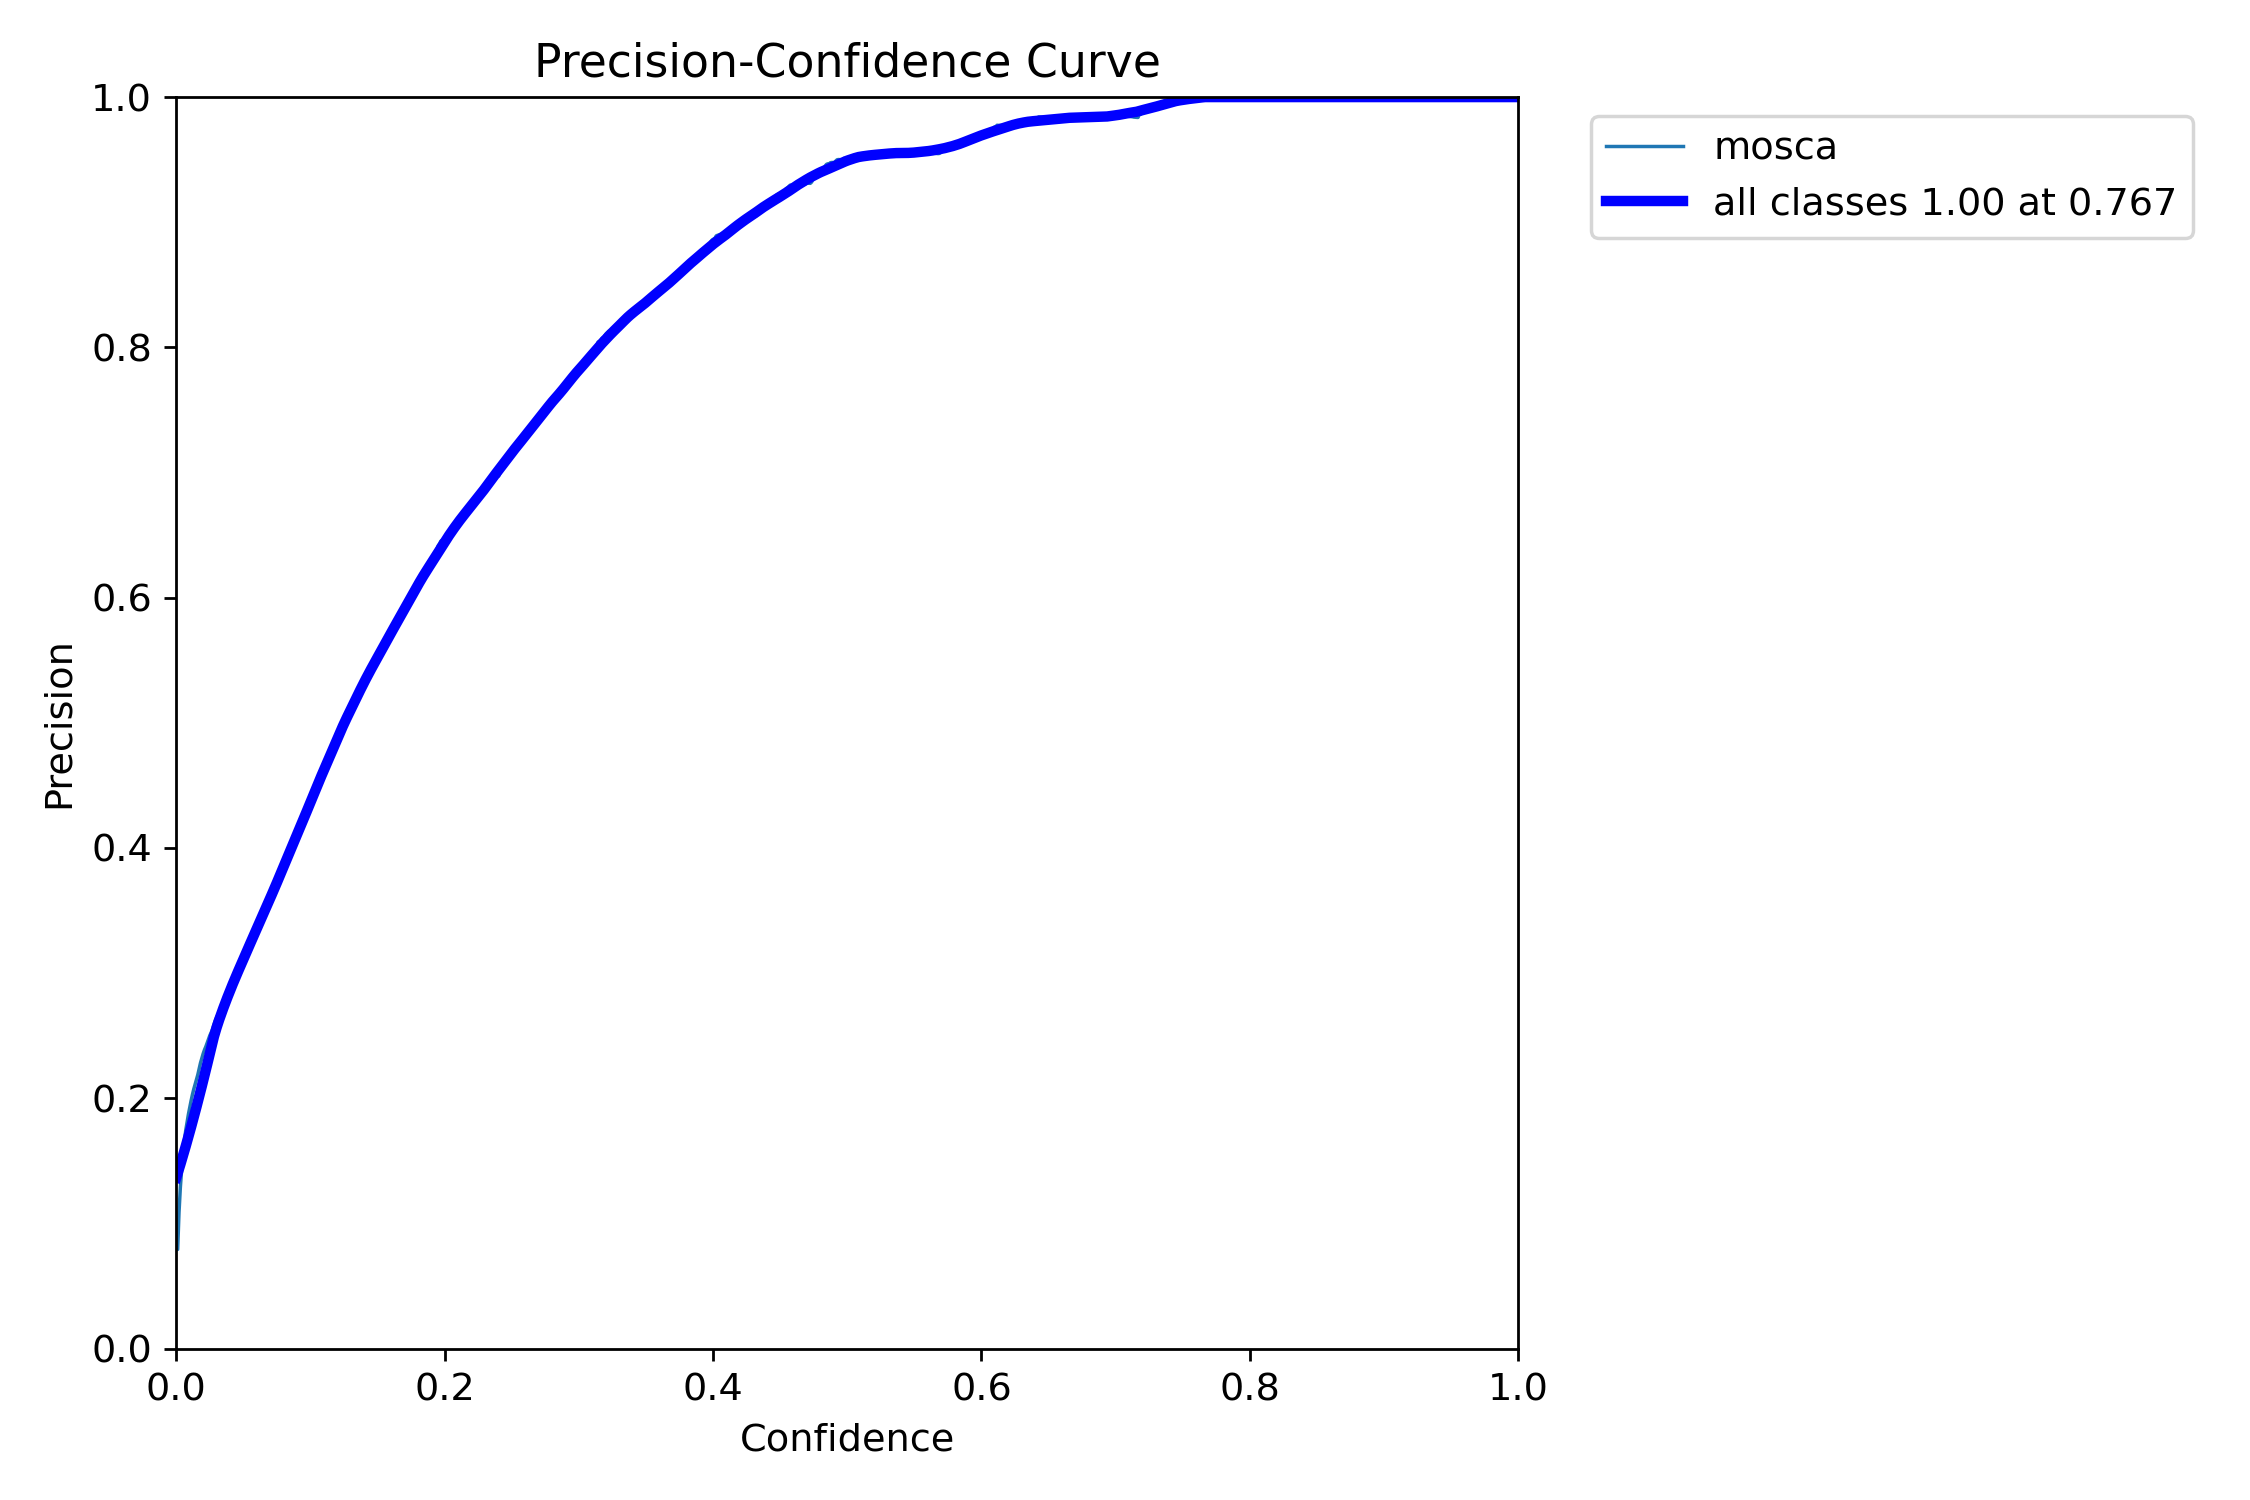 Precision-Confidence Curve
1.0
0.8
0.6
0.4
0.2
0.0
Precision
0.0 0.2 0.4 0.6 0.8 1.0
Confidence
mosca
all classes 1.00 at 0.767